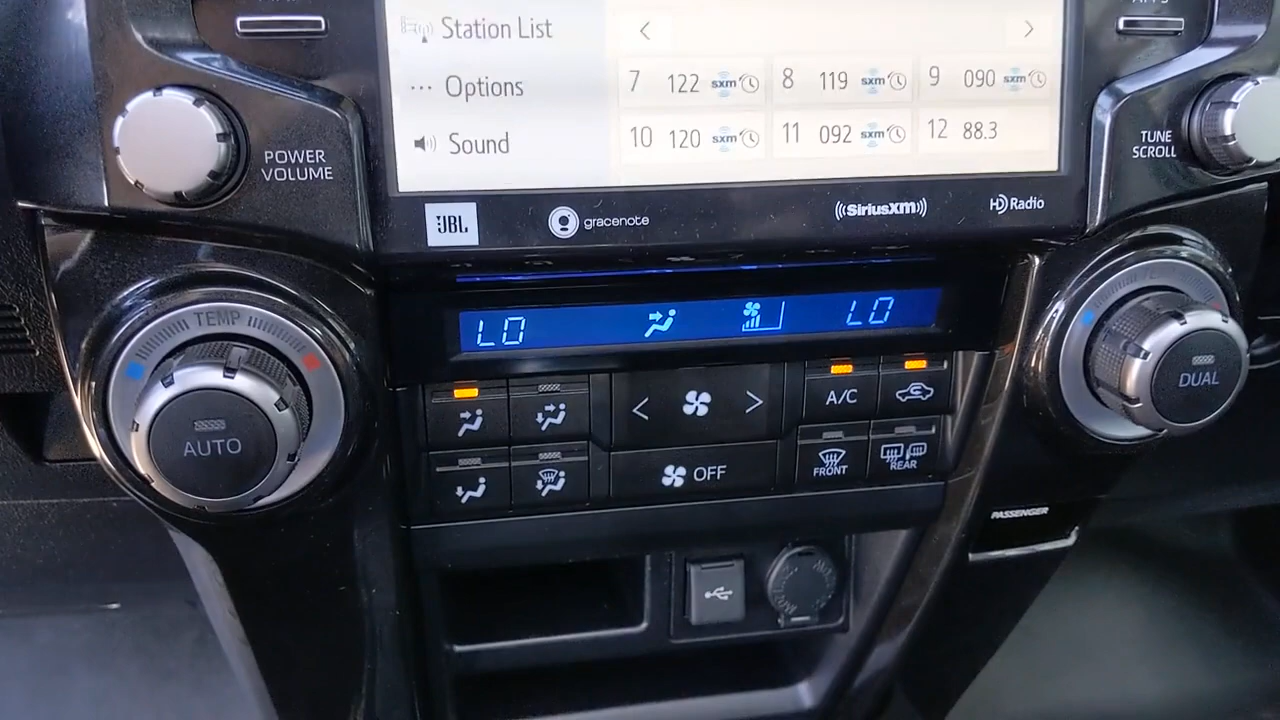 Station List
Options
Sound
7 122 sxm
8 119 sxm
9 090 sxm
10 120 sxm
11 092 sxm
12 88.3
POWER
VOLUME
TUNE
SCROLL
JBL
gracenote
((SiriusXM))
HD Radio
TEMP
LO
LO
AUTO
DUAL
A/C
OFF
FRONT
REAR
PASSENGER